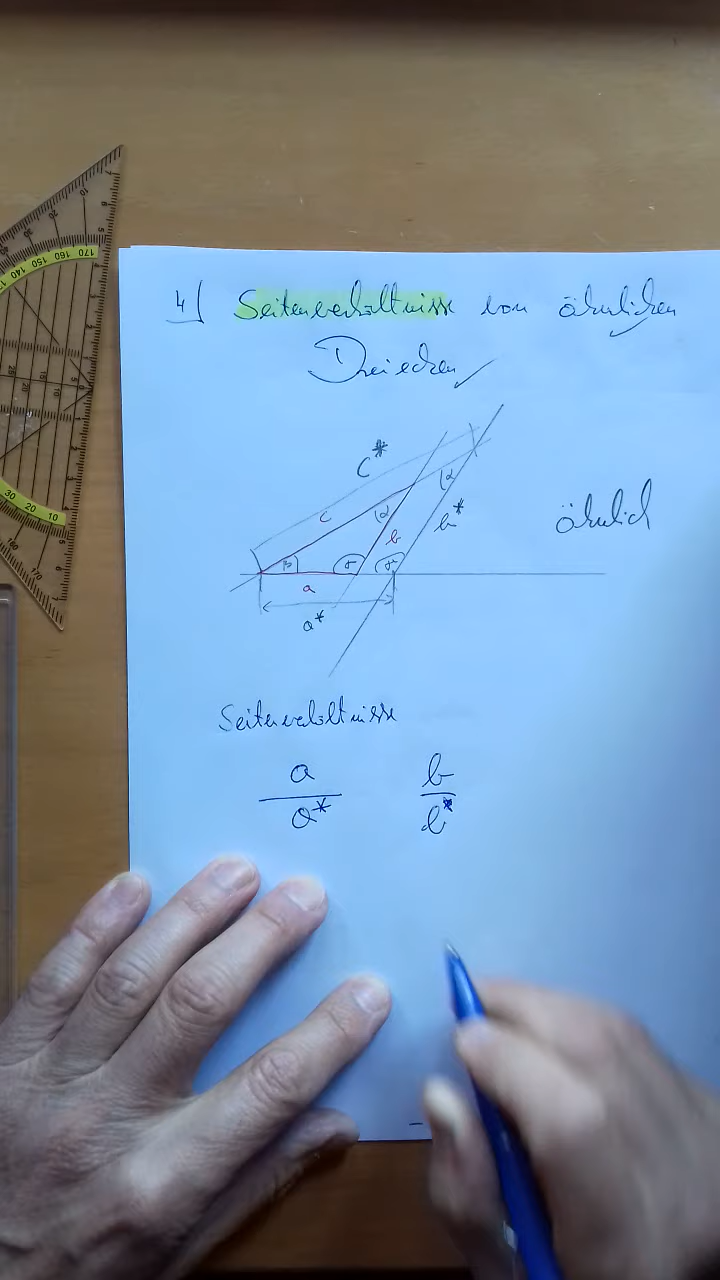 4) Seitenverhältnisse von ähnlichen
Dreiecken
c*
c
α
α
b*
b
ähnlich
β
γ
γ*
a
a*
Seitenverhältnisse
a b
a* b*